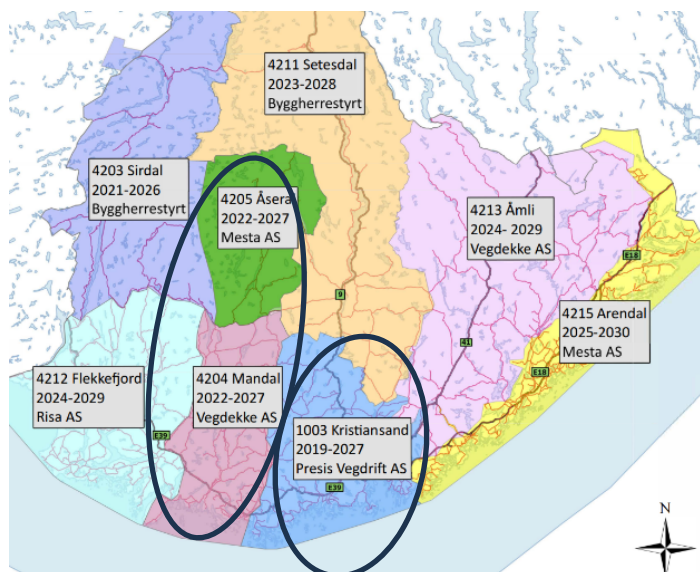 4211 Setesdal
2023-2028
Byggherrestyrt
4203 Sirdal
2021-2026
Byggherrestyrt
4205 Åseral
2022-2027
Mesta AS
4213 Åmli
2024- 2029
Vegdekke AS
E18
9
4215 Arendal
2025-2030
Mesta AS
41
E18
4212 Flekkefjord
2024-2029
Risa AS
4204 Mandal
2022-2027
Vegdekke AS
E39
1003 Kristiansand
2019-2027
Presis Vegdrift AS
E39
N